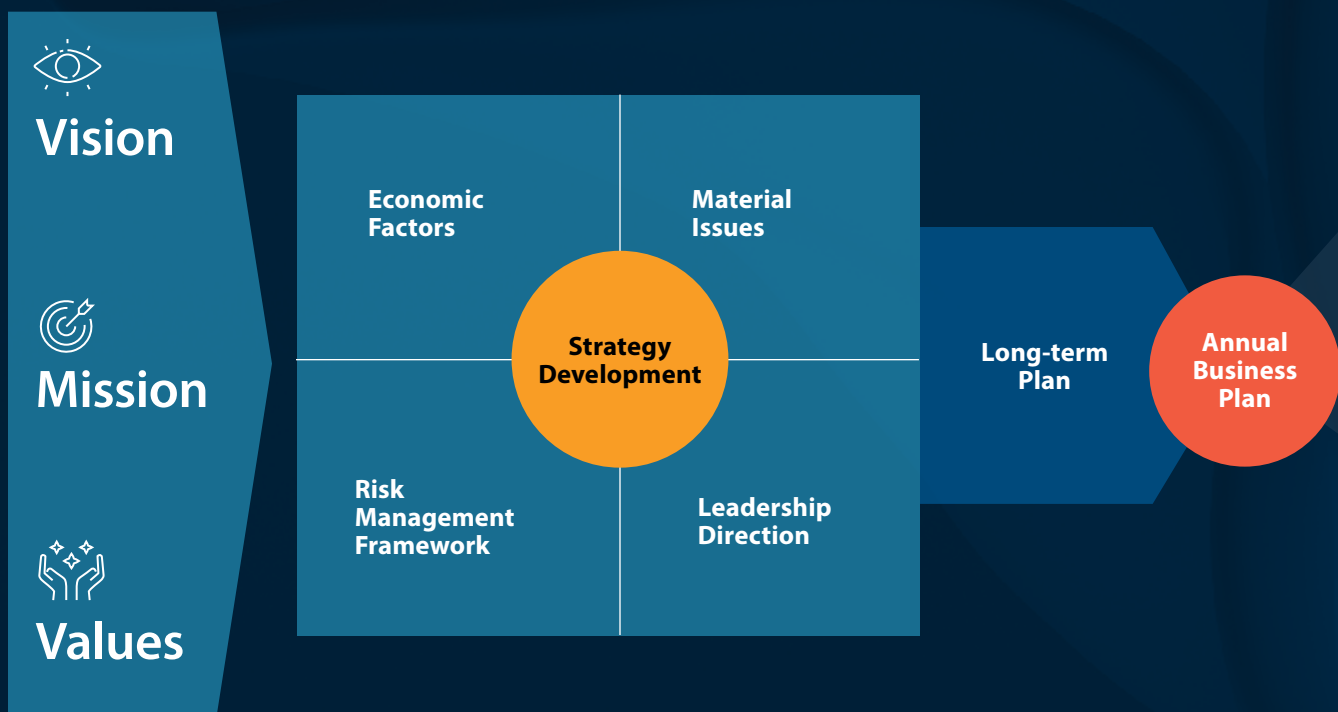 Vision
Mission
Values
Economic
Factors
Material
Issues
Strategy
Development
Risk
Management
Framework
Leadership
Direction
Long-term
Plan
Annual
Business
Plan